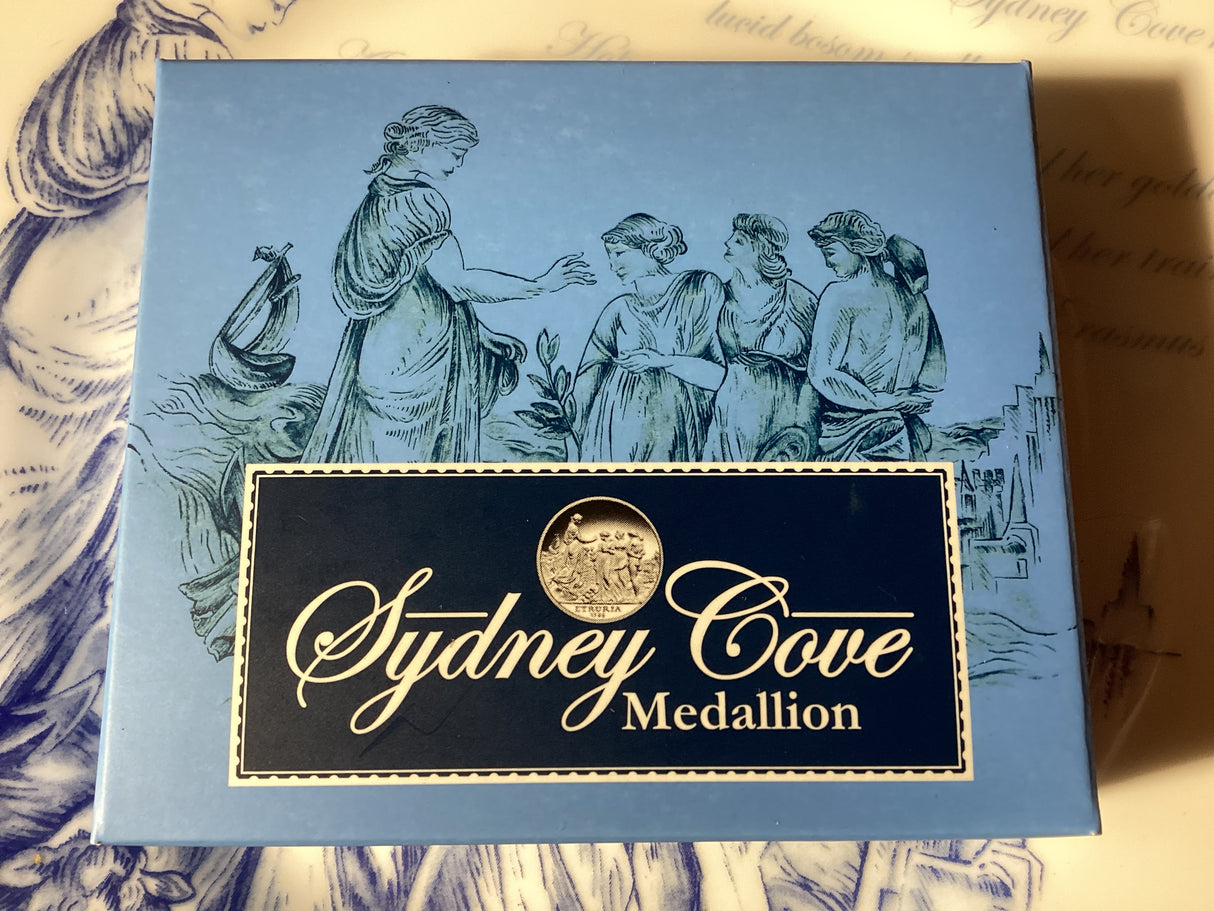 Sydney Cove
lucid bosom
her gold
her trai
rasmus
ETRURIA
Sydney Cove
Medallion